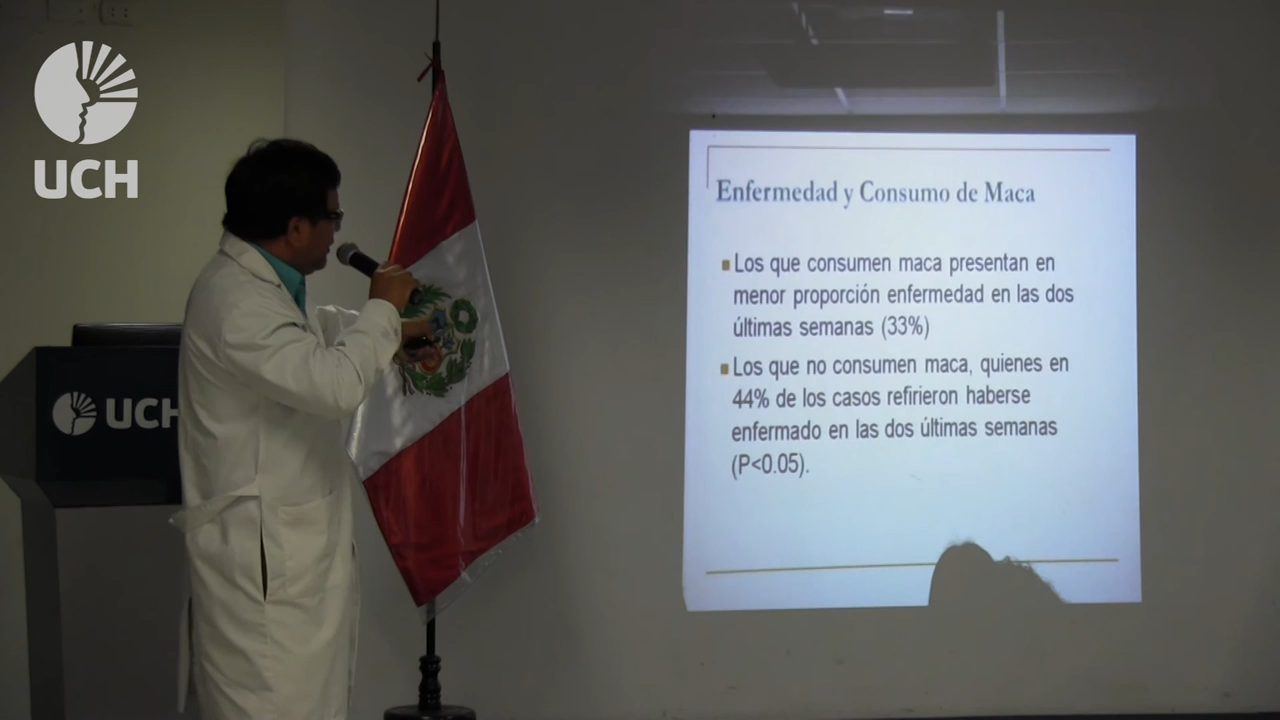 UCH
UCH
Enfermedad y Consumo de Maca
Los que consumen maca presentan en
menor proporción enfermedad en las dos
últimas semanas (33%)
Los que no consumen maca, quienes en
44% de los casos refirieron haberse
enfermado en las dos últimas semanas
(P<0.05).